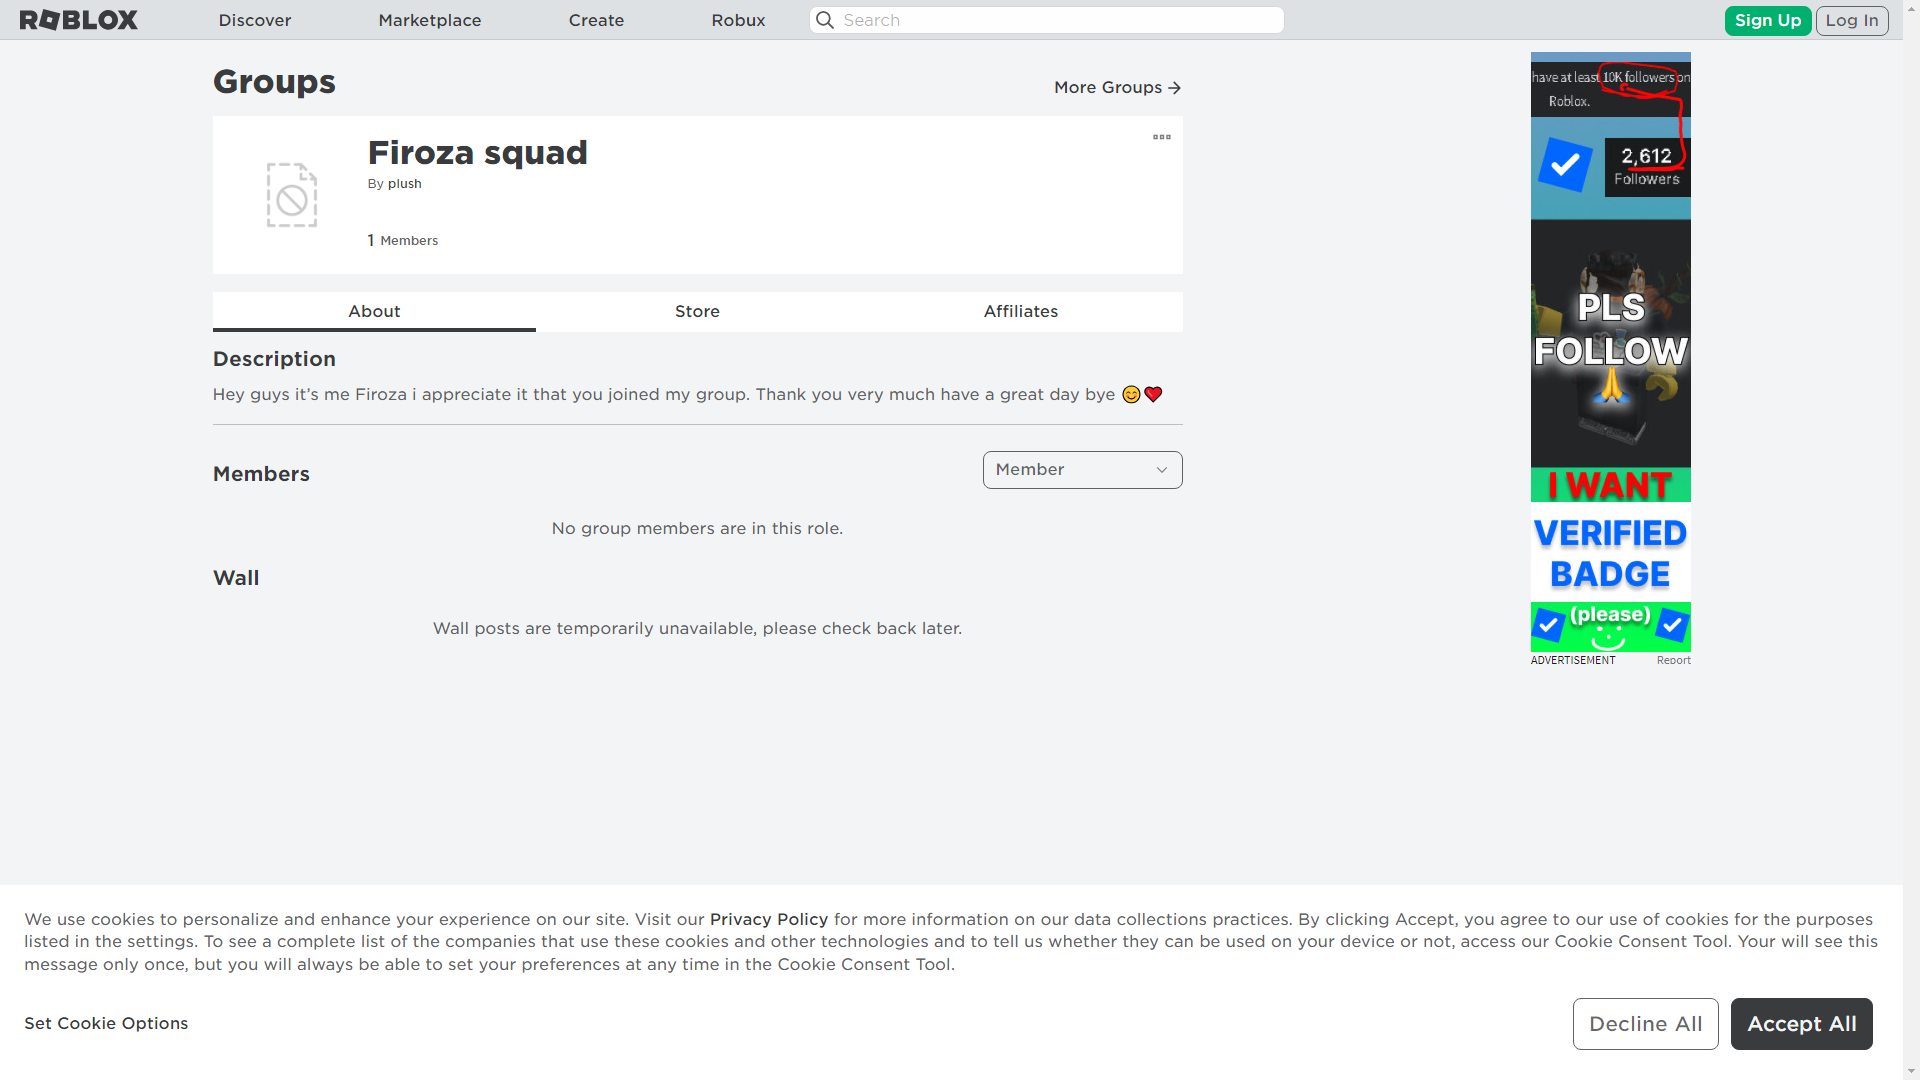 ROBLOX
Discover
Marketplace
Create
Robux
Search
Sign Up
Log In
Groups
More Groups
Firoza squad
By plush
1 Members
About
Store
Affiliates
Description
Hey guys it’s me Firoza i appreciate it that you joined my group. Thank you very much have a great day bye 😊❤️
Members
Member
No group members are in this role.
Wall
Wall posts are temporarily unavailable, please check back later.
have at least 10K followers on
Roblox.
2,612
Followers
PLS
FOLLOW
🙏
I WANT
VERIFIED
BADGE
(please)
ADVERTISEMENT
Report
We use cookies to personalize and enhance your experience on our site. Visit our Privacy Policy for more information on our data collections practices. By clicking Accept, you agree to our use of cookies for the purposes
listed in the settings. To see a complete list of the companies that use these cookies and other technologies and to tell us whether they can be used on your device or not, access our Cookie Consent Tool. Your will see this
message only once, but you will always be able to set your preferences at any time in the Cookie Consent Tool.
Set Cookie Options
Decline All
Accept All